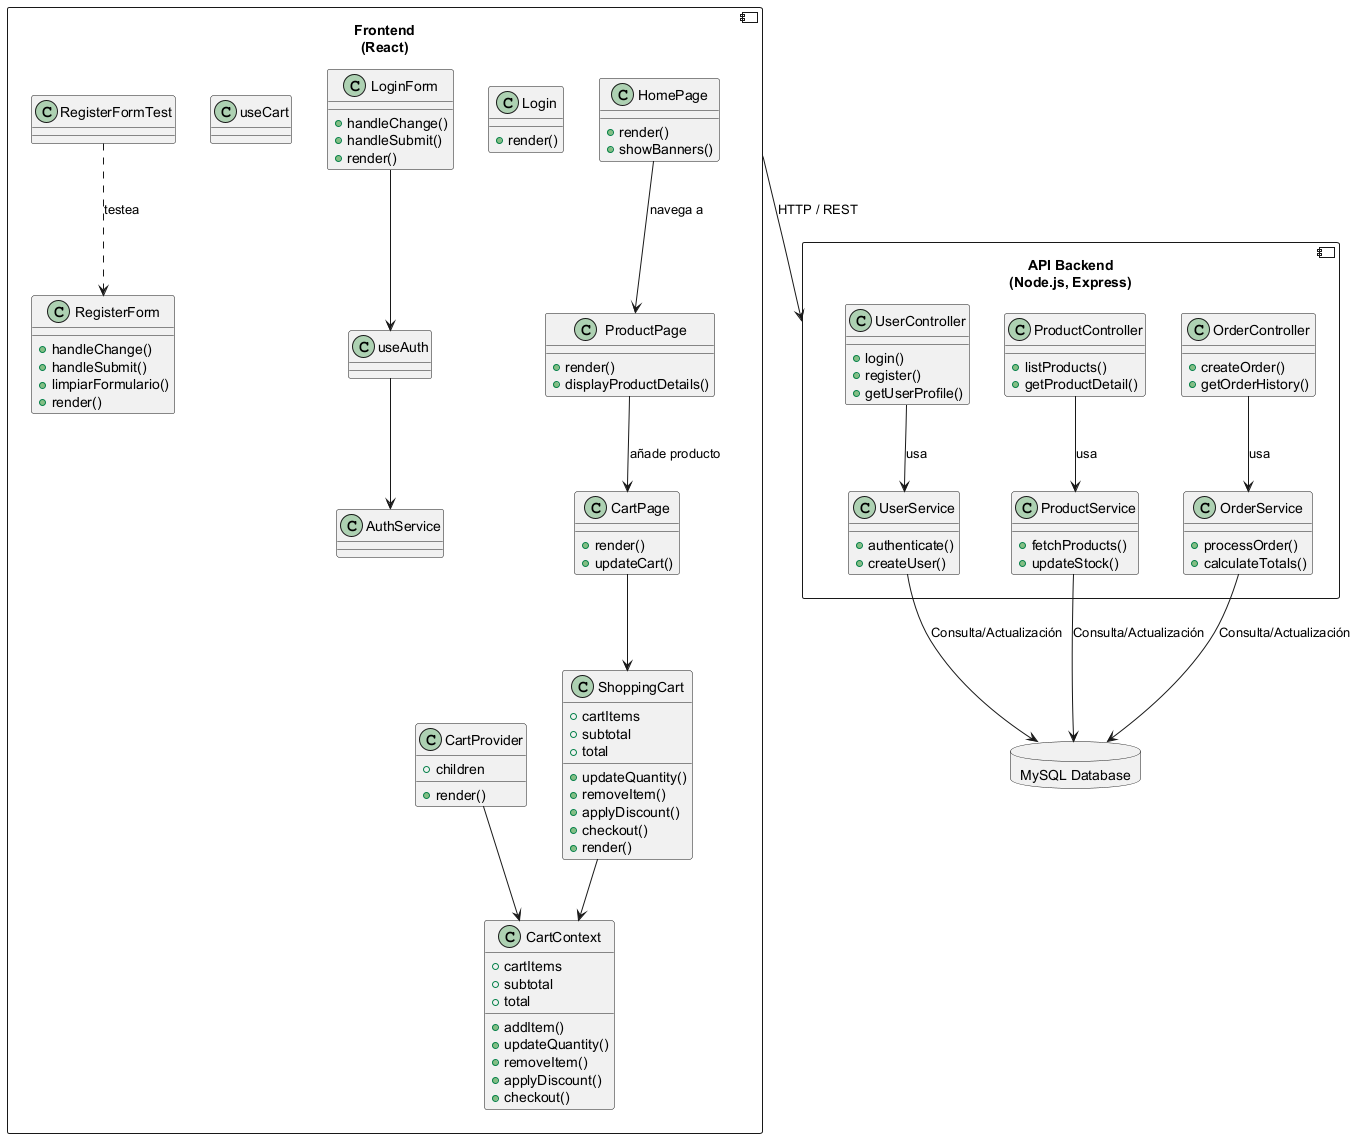 Frontend
(React)
RegisterFormTest
useCart
LoginForm
handleChange()
handleSubmit()
render()
Login
render()
HomePage
render()
showBanners()
testea
navega a
HTTP / REST
RegisterForm
handleChange()
handleSubmit()
limpiarFormulario()
render()
useAuth
AuthService
ProductPage
render()
displayProductDetails()
añade producto
CartPage
render()
updateCart()
ShoppingCart
cartItems
subtotal
total
updateQuantity()
removeItem()
applyDiscount()
checkout()
render()
CartProvider
children
render()
CartContext
cartItems
subtotal
total
addItem()
updateQuantity()
removeItem()
applyDiscount()
checkout()
API Backend
(Node.js, Express)
UserController
login()
register()
getUserProfile()
ProductController
listProducts()
getProductDetail()
OrderController
createOrder()
getOrderHistory()
usa
usa
usa
UserService
authenticate()
createUser()
ProductService
fetchProducts()
updateStock()
OrderService
processOrder()
calculateTotals()
Consulta/Actualización
Consulta/Actualización
Consulta/Actualización
MySQL Database